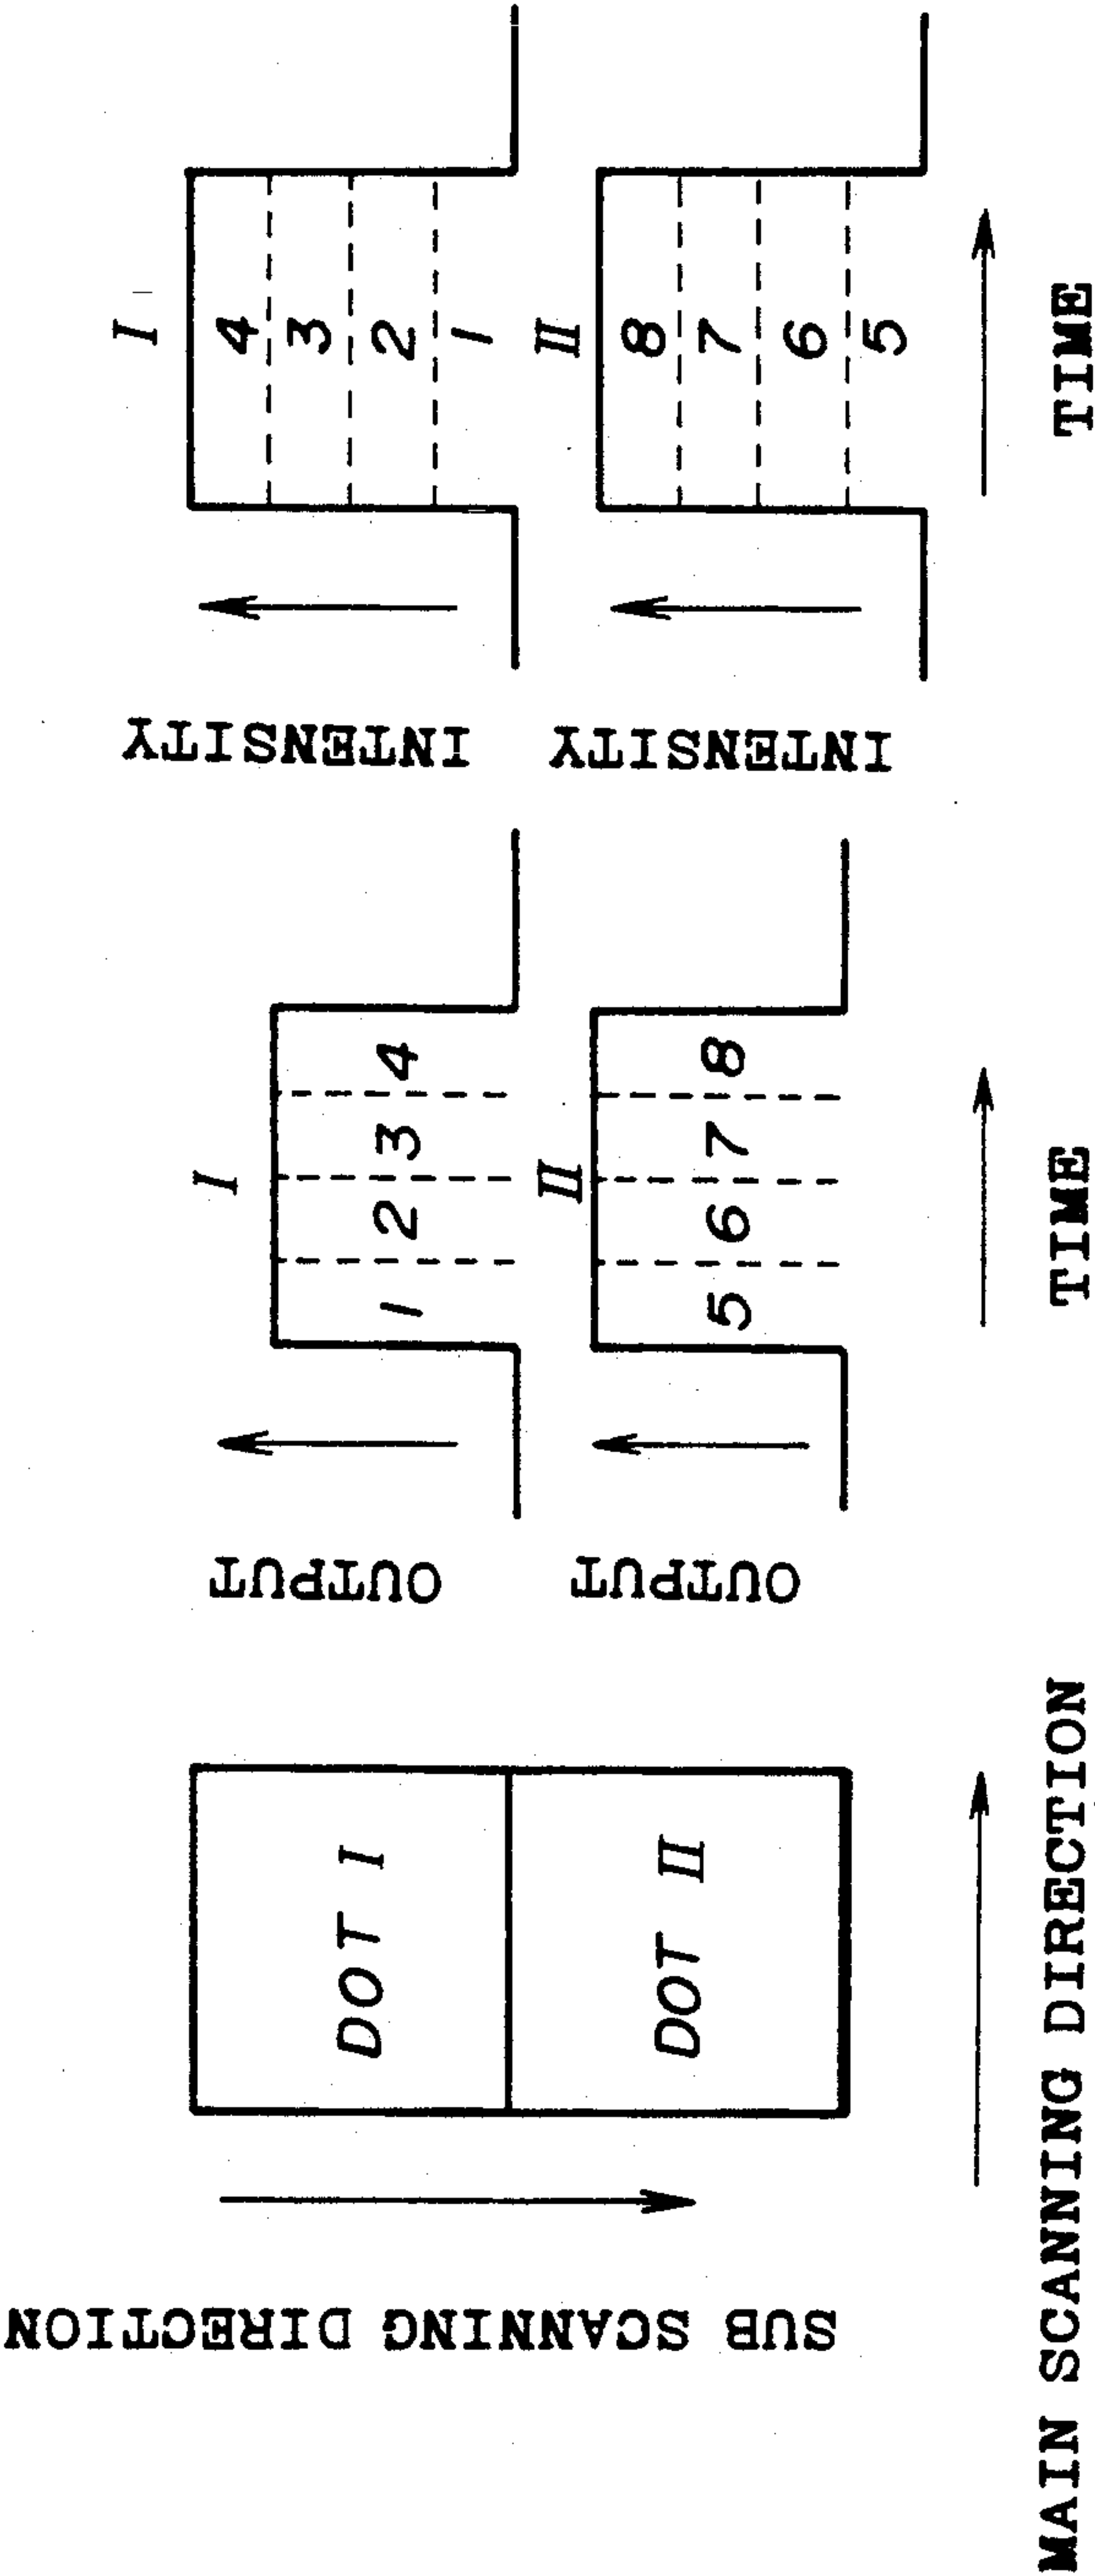 SUB SCANNING DIRECTION
DOT I
DOT II
MAIN SCANNING DIRECTION
OUTPUT
I
1 2 3 4
OUTPUT
II
5 6 7 8
TIME
INTENSITY
I
4
3
2
1
INTENSITY
II
8
7
6
5
TIME